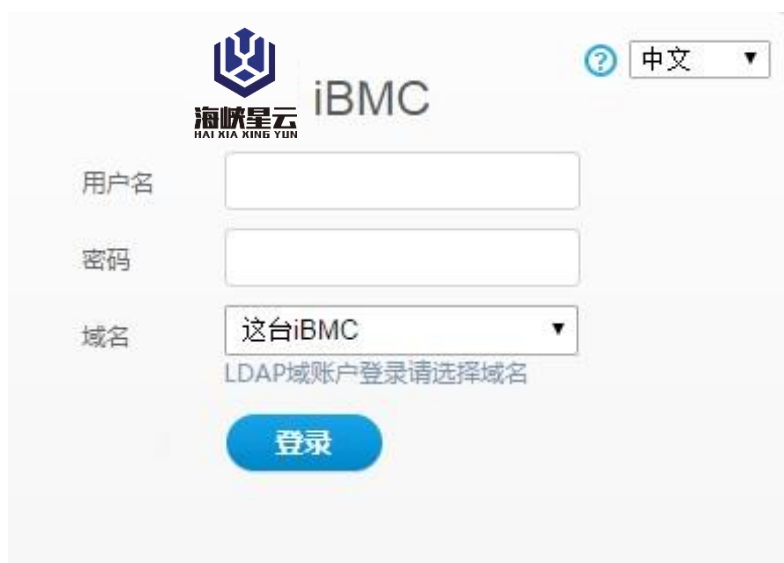 中文
iBMC
海峡星云
HAI XIA XING YUN
用户名
密码
域名
这台iBMC
LDAP域账户登录请选择域名
登录